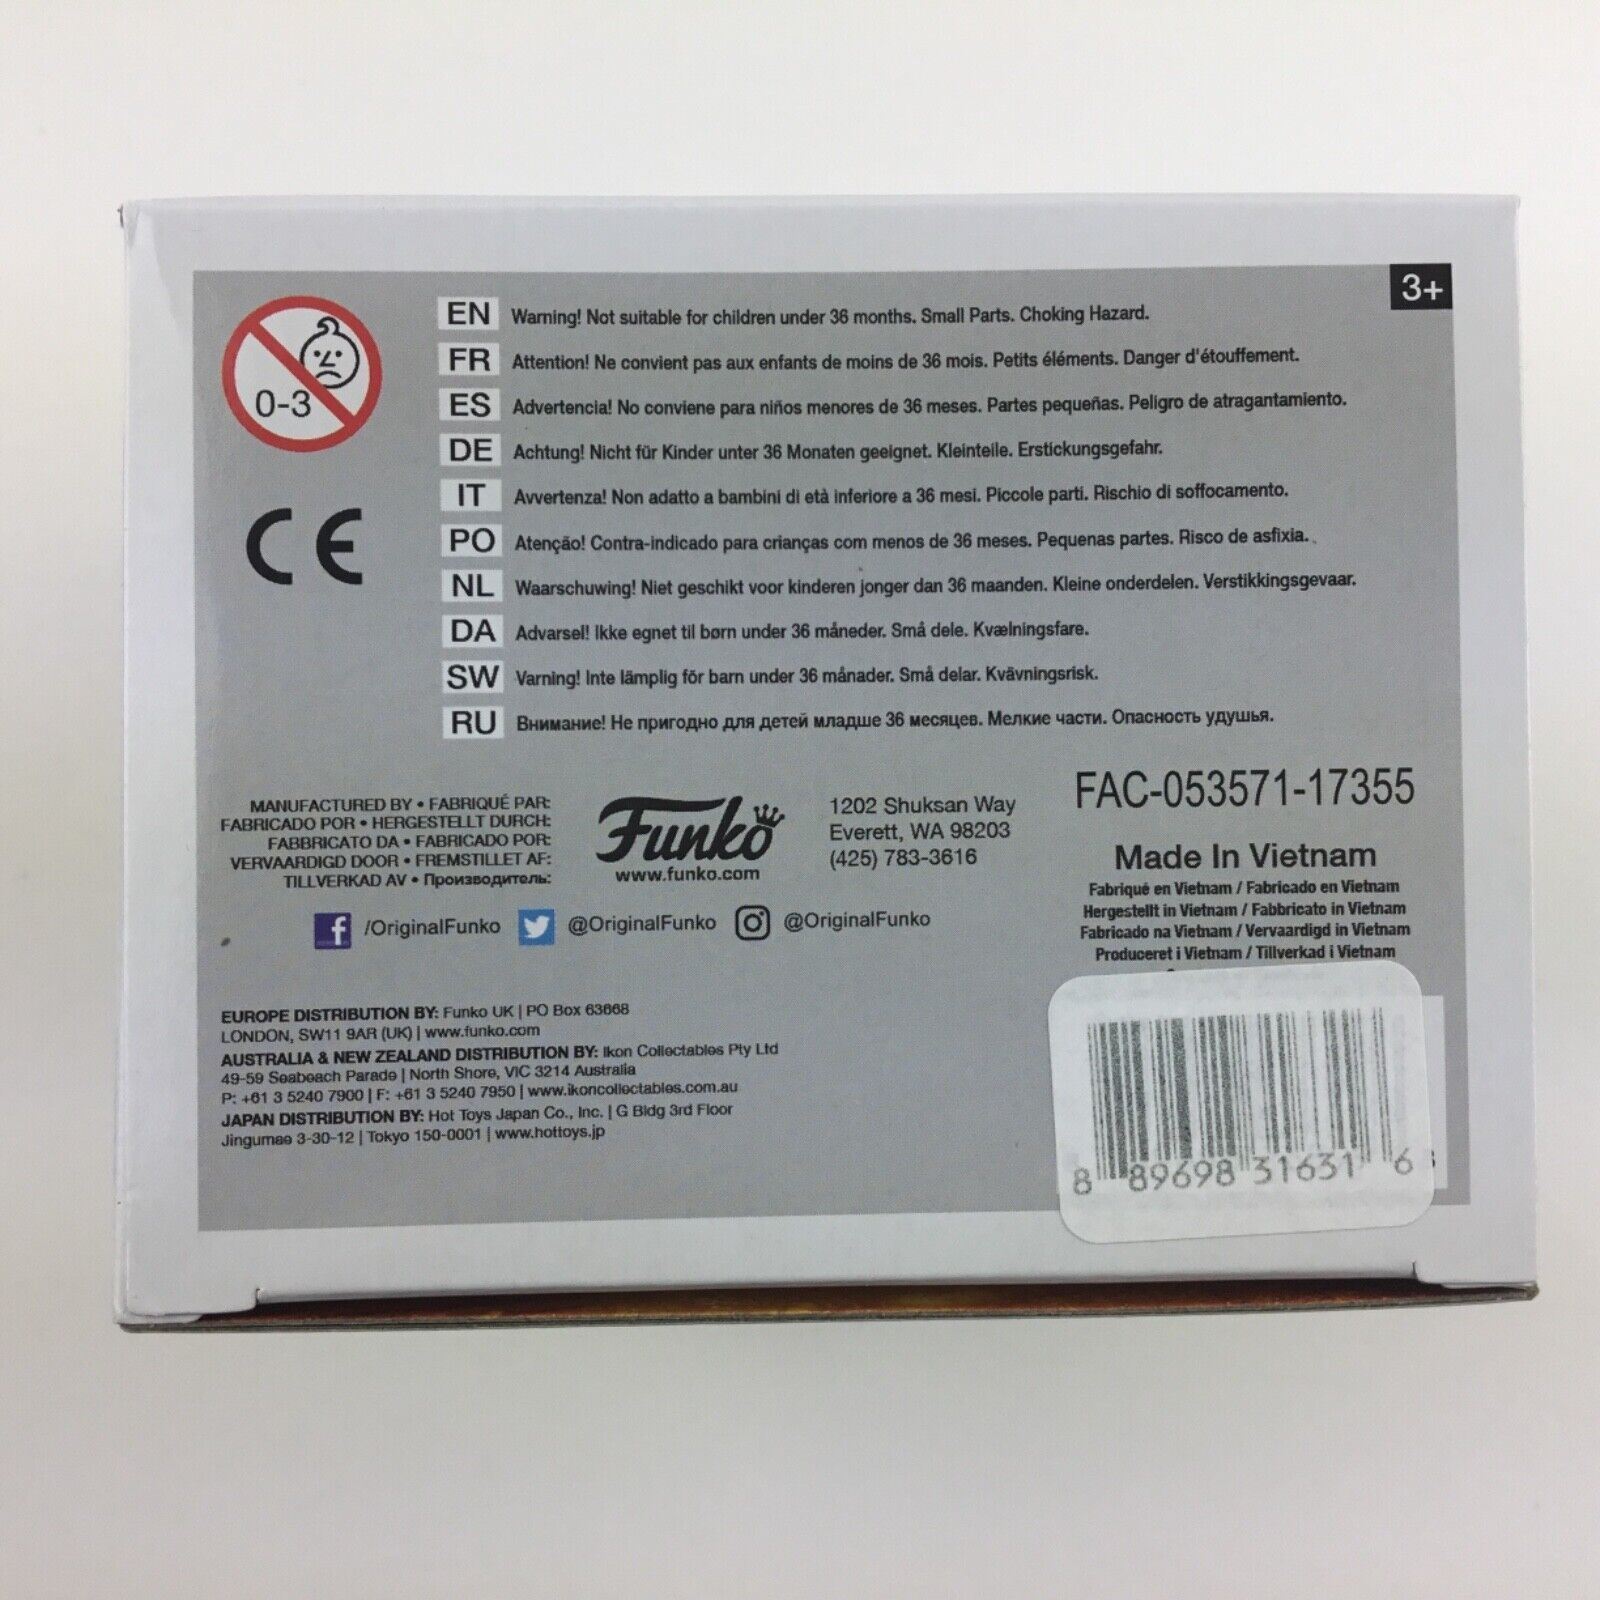 3+
0-3
EN Warning! Not suitable for children under 36 months. Small Parts. Choking Hazard.
FR Attention! Ne convient pas aux enfants de moins de 36 mois. Petits éléments. Danger d'étouffement.
ES Advertencia! No conviene para niños menores de 36 meses. Partes pequeñas. Peligro de atragantamiento.
DE Achtung! Nicht für Kinder unter 36 Monaten geeignet. Kleinteile. Erstickungsgefahr.
IT Avvertenza! Non adatto a bambini di età inferiore a 36 mesi. Piccole parti. Rischio di soffocamento.
PO Atenção! Contra-indicado para crianças com menos de 36 meses. Pequenas partes. Risco de asfixia.
NL Waarschuwing! Niet geschikt voor kinderen jonger dan 36 maanden. Kleine onderdelen. Verstikkingsgevaar.
DA Advarsel! Ikke egnet til børn under 36 måneder. Små dele. Kvælningsfare.
SW Varning! Inte lämplig för barn under 36 månader. Små delar. Kvävningsrisk.
RU Внимание! Не пригодно для детей младше 36 месяцев. Мелкие части. Опасность удушья.
CE
MANUFACTURED BY • FABRIQUÉ PAR:
FABRICADO POR • HERGESTELLT DURCH:
FABBRICATO DA • FABRICADO POR:
VERVAARDIGD DOOR • FREMSTILLET AF:
TILLVERKAD AV • Производитель:
Funko
www.funko.com
1202 Shuksan Way
Everett, WA 98203
(425) 783-3616
/OriginalFunko @OriginalFunko @OriginalFunko
FAC-053571-17355
Made In Vietnam
Fabriqué en Vietnam / Fabricado en Vietnam
Hergestellt in Vietnam / Fabbricato in Vietnam
Fabricado na Vietnam / Vervaardigd in Vietnam
Produceret i Vietnam / Tillverkad i Vietnam
EUROPE DISTRIBUTION BY: Funko UK | PO Box 63668
LONDON, SW11 9AR (UK) | www.funko.com
AUSTRALIA & NEW ZEALAND DISTRIBUTION BY: Ikon Collectables Pty Ltd
49-59 Seabeach Parade | North Shore, VIC 3214 Australia
P: +61 3 5240 7900 | F: +61 3 5240 7950 | www.ikoncollectables.com.au
JAPAN DISTRIBUTION BY: Hot Toys Japan Co., Inc. | G Bldg 3rd Floor
Jingumae 3-30-12 | Tokyo 150-0001 | www.hottoys.jp
8 89698 31631 6